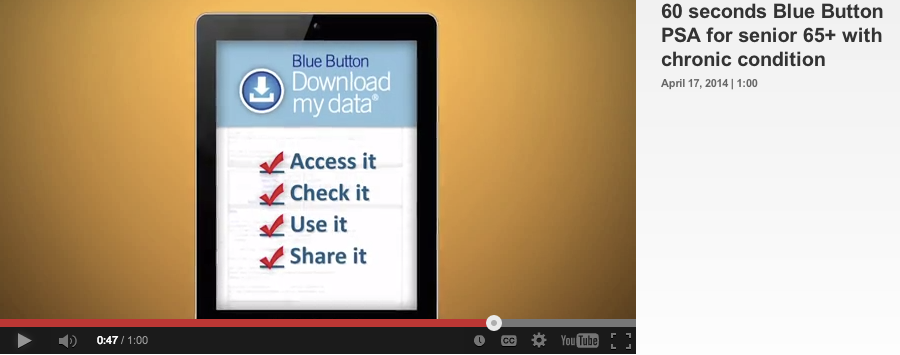 Blue Button
Download
my data®
Access it
Check it
Use it
Share it
0:47 / 1:00
CC
YouTube
60 seconds Blue Button
PSA for senior 65+ with
chronic condition
April 17, 2014 | 1:00